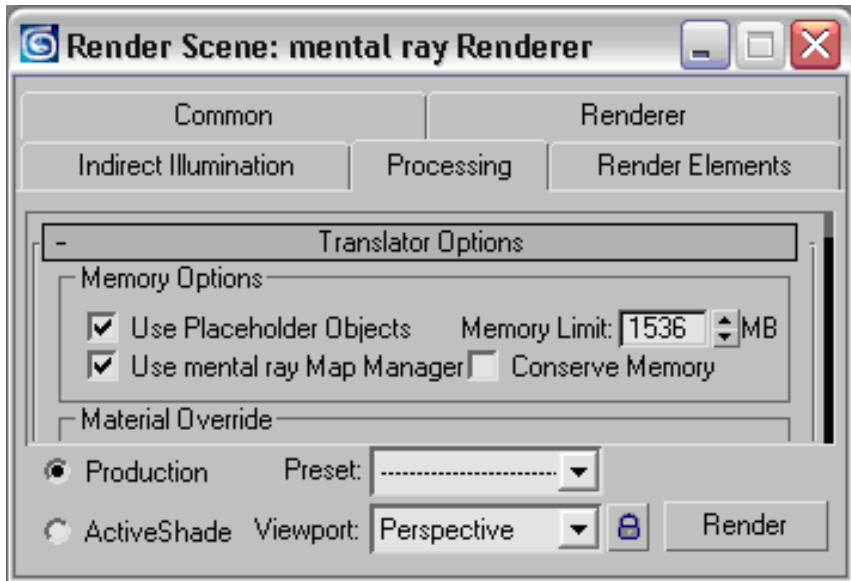 Render Scene: mental ray Renderer
Common Renderer
Indirect Illumination Processing Render Elements
- Translator Options
Memory Options
Use Placeholder Objects Memory Limit: 1536 MB
Use mental ray Map Manager Conserve Memory
Material Override
Production Preset: -------------------------
ActiveShade Viewport: Perspective Render